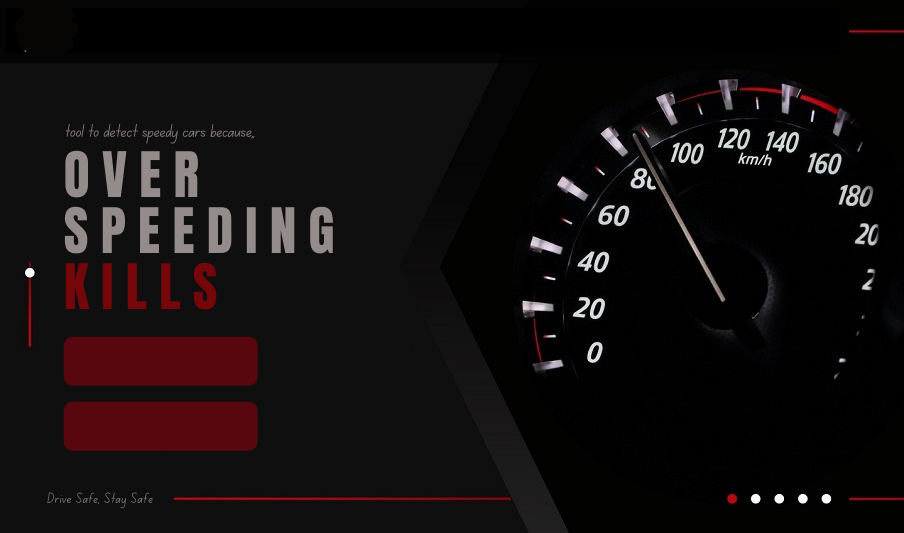 tool to detect speedy cars because..
OVER
SPEEDING
KILLS
Drive Safe, Stay Safe
0
20
40
60
80
100
120
140
160
180
km/h